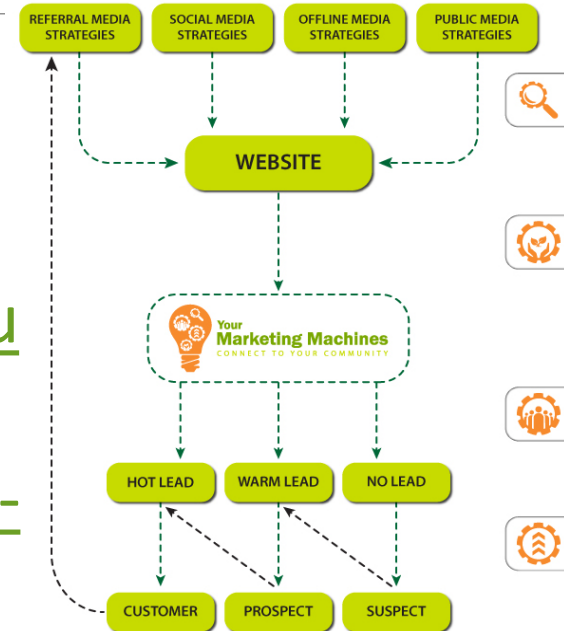 REFERRAL MEDIA
STRATEGIES
SOCIAL MEDIA
STRATEGIES
OFFLINE MEDIA
STRATEGIES
PUBLIC MEDIA
STRATEGIES
WEBSITE
Your
Marketing Machines
CONNECT TO YOUR COMMUNITY
HOT LEAD
WARM LEAD
NO LEAD
CUSTOMER
PROSPECT
SUSPECT